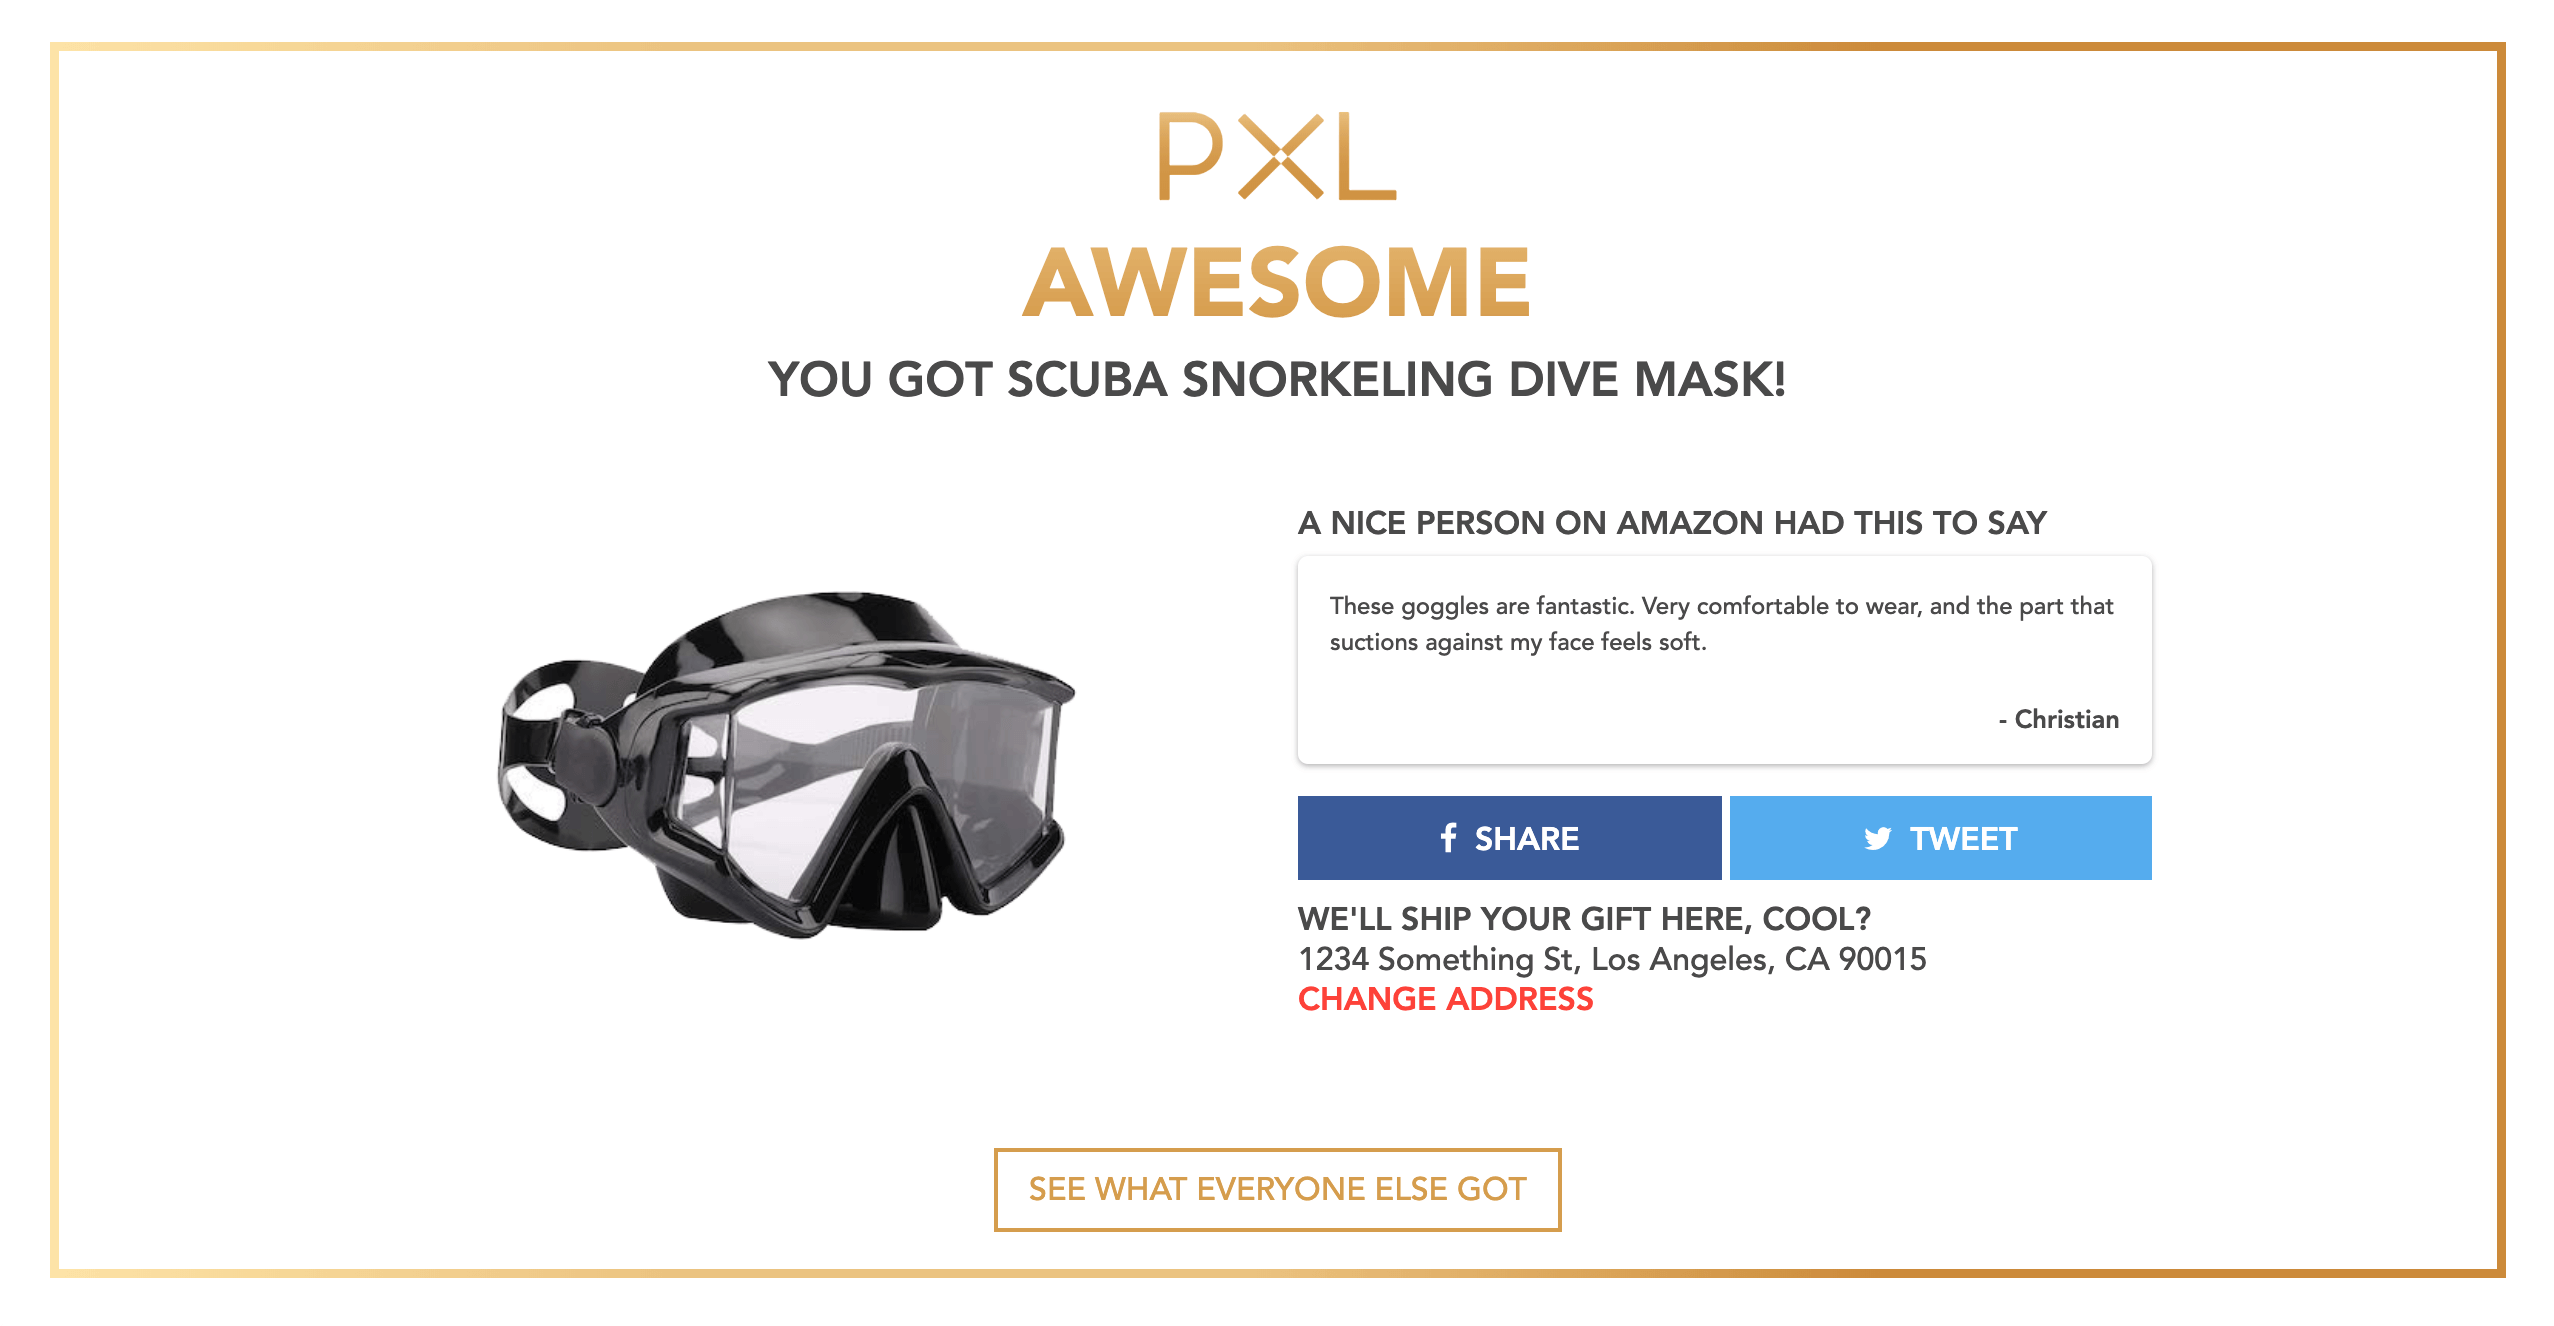 PXL
AWESOME
YOU GOT SCUBA SNORKELING DIVE MASK!
A NICE PERSON ON AMAZON HAD THIS TO SAY
These goggles are fantastic. Very comfortable to wear, and the part that
suctions against my face feels soft.
- Christian
SHARE
TWEET
WE'LL SHIP YOUR GIFT HERE, COOL?
1234 Something St, Los Angeles, CA 90015
CHANGE ADDRESS
SEE WHAT EVERYONE ELSE GOT